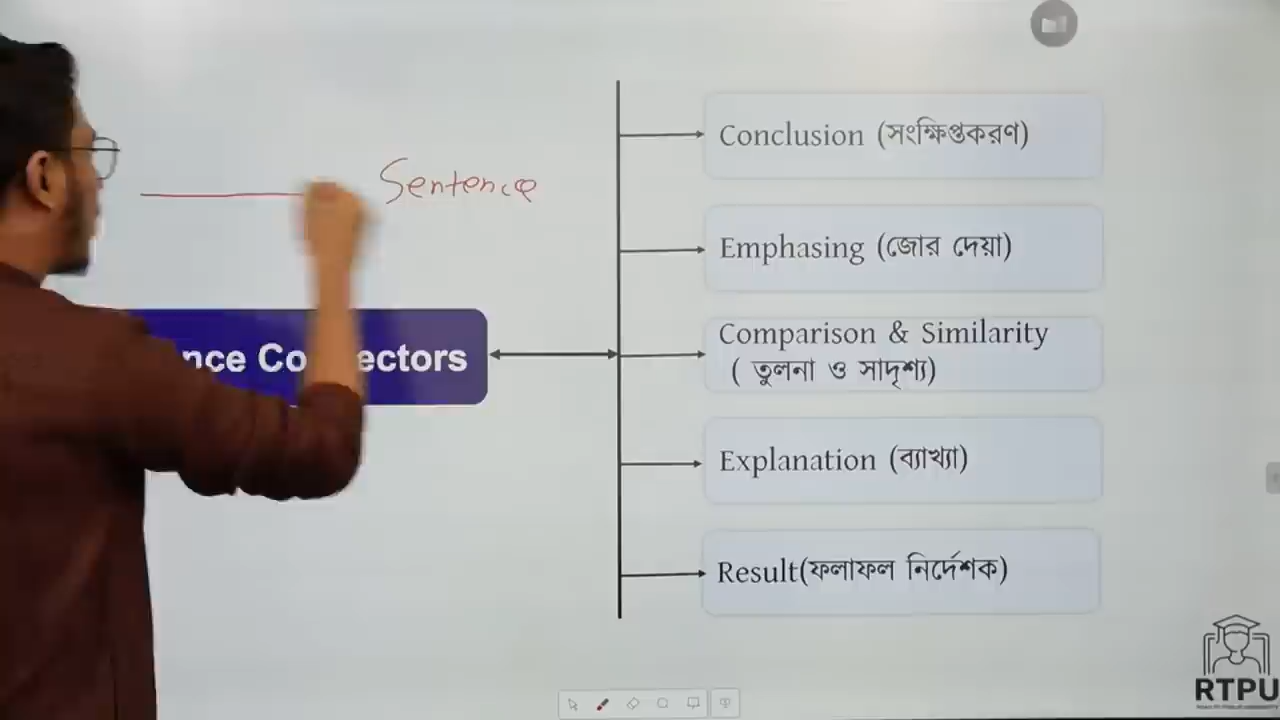 Sentence
nce Co ectors
Conclusion (সংক্ষিপ্তকরণ)
Emphasing (জোর দেয়া)
Comparison & Similarity
( তুলনা ও সাদৃশ্য)
Explanation (ব্যাখ্যা)
Result(ফলাফল নির্দেশক)
RTPU